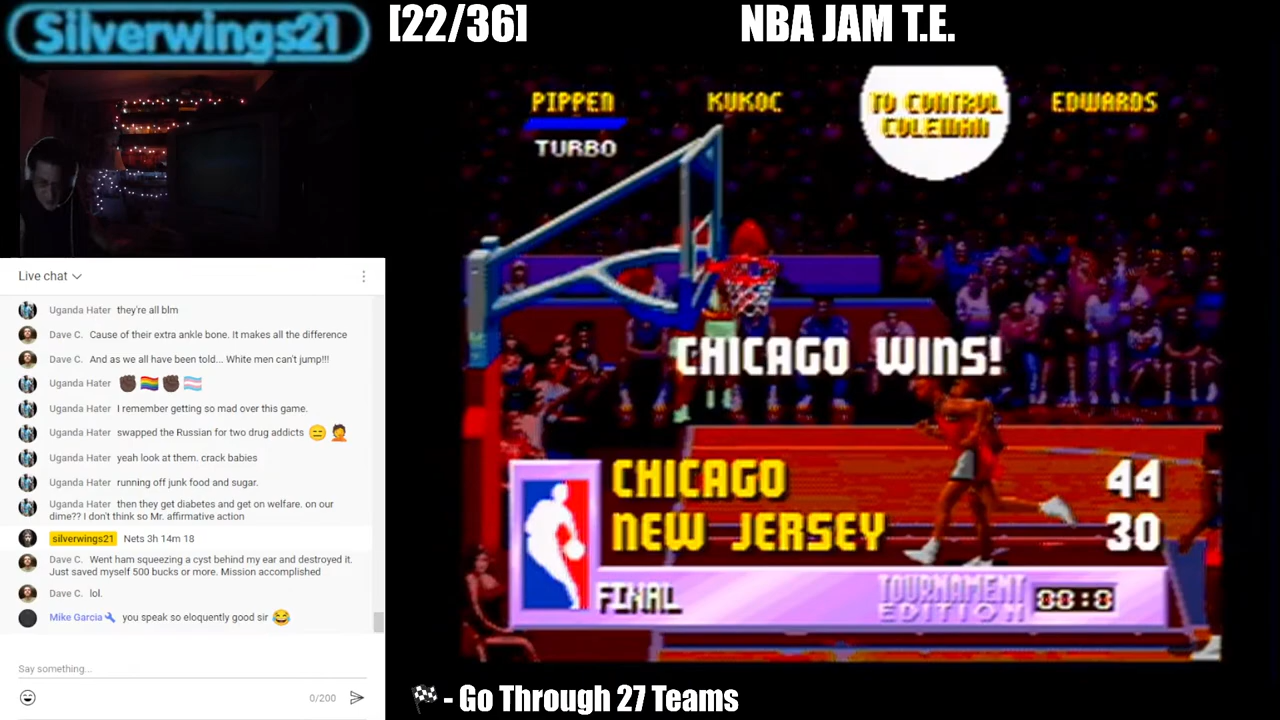 Silverwings21
[22/36]
NBA JAM T.E.
PIPPEN
KUKOC
TO CONTROL
COLEMAN
EDWARDS
TURBO
CHICAGO WINS!
CHICAGO 44
NEW JERSEY 30
FINAL
TOURNAMENT
EDITION
00:0
Live chat
Uganda Hater they're all blm
Dave C. Cause of their extra ankle bone. It makes all the difference
Dave C. And as we all have been told... White men can't jump!!!
Uganda Hater ✊🏿🏳️‍🌈✊🏿🏳️‍⚧️
Uganda Hater I remember getting so mad over this game.
Uganda Hater swapped the Russian for two drug addicts 😑 🤦
Uganda Hater yeah look at them. crack babies
Uganda Hater running off junk food and sugar.
Uganda Hater then they get diabetes and get on welfare. on our
dime?? I don't think so Mr. affirmative action
silverwings21 Nets 3h 14m 18
Dave C. Went ham squeezing a cyst behind my ear and destroyed it.
Just saved myself 500 bucks or more. Mission accomplished
Dave C. lol.
Mike Garcia🔧 you speak so eloquently good sir 😂
Say something...
0/200
🏁 - Go Through 27 Teams